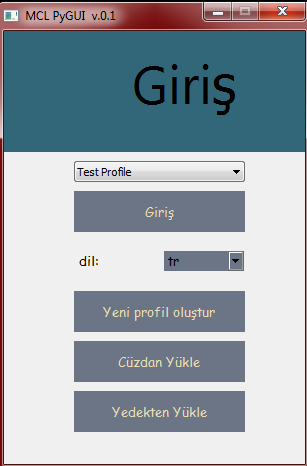 MCL PyGUI v.0.1
Giriş
Test Profile
Giriş
dil:
tr
Yeni profil oluştur
Cüzdan Yükle
Yedekten Yükle